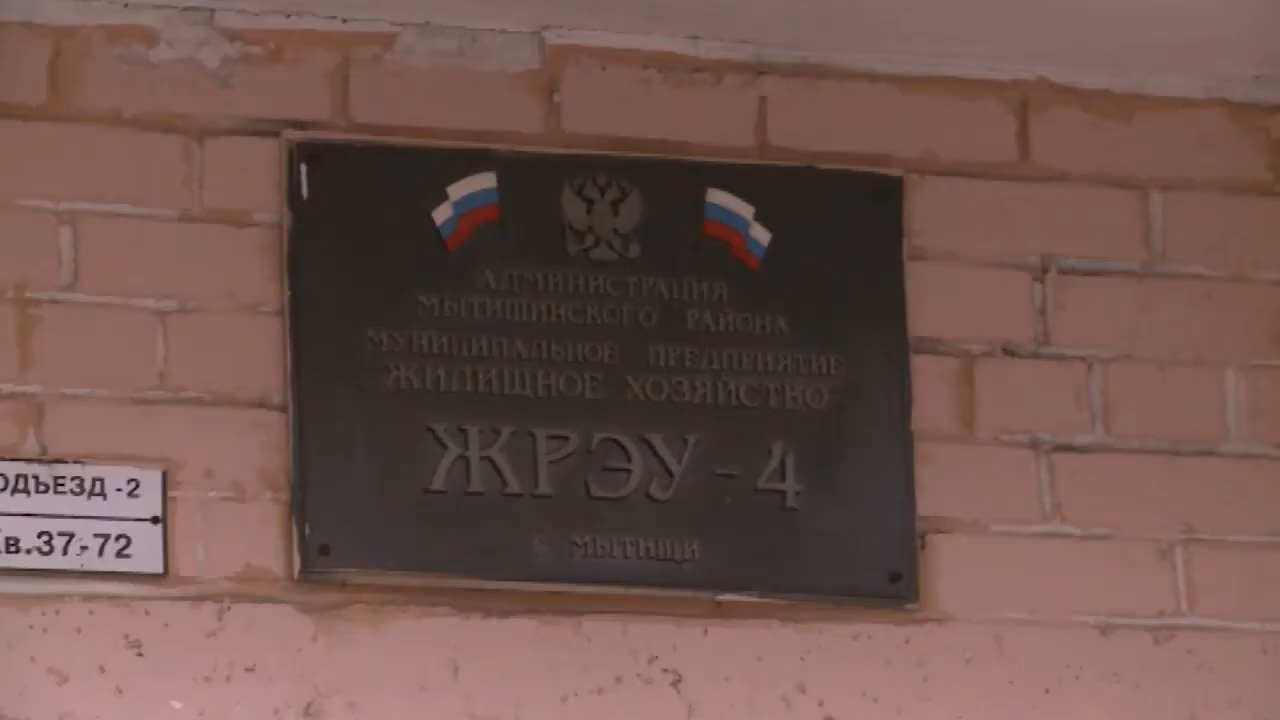 АДМИНИСТРАЦИЯ
МЫТИЩИНСКОГО РАЙОНА
МУНИЦИПАЛЬНОЕ ПРЕДПРИЯТИЕ
ЖИЛИЩНОЕ ХОЗЯЙСТВО"
ЖРЭУ - 4
г. МЫТИЩИ
ОДЪЕЗД -2
Кв.37-72